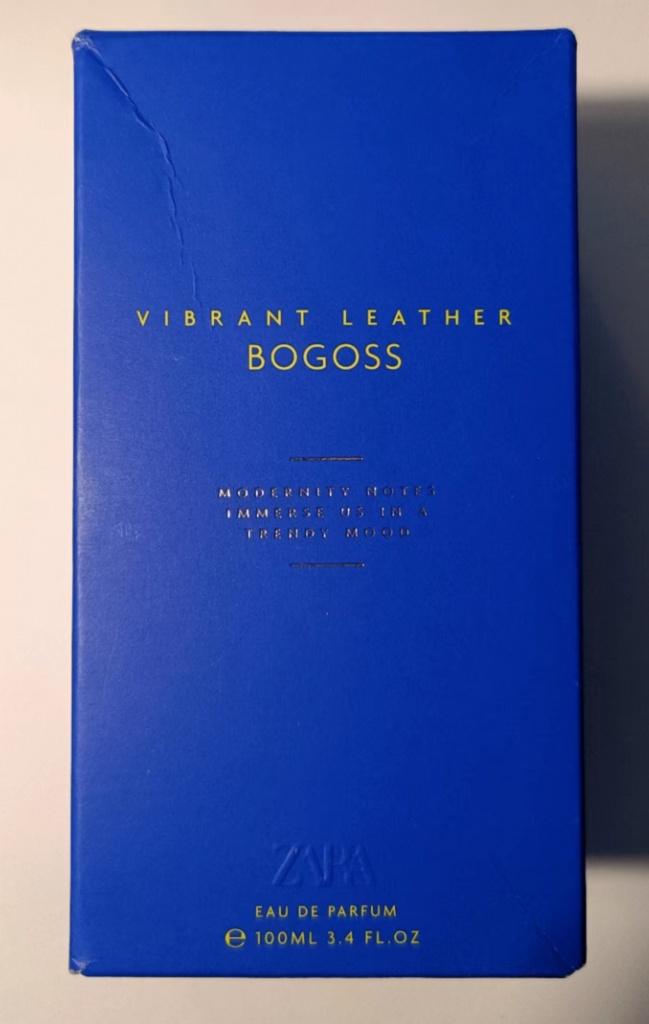 VIBRANT LEATHER
BOGOSS
MODERNITY NOTES
IMMERSE US IN A
TRENDY MOOD
ZARA
EAU DE PARFUM
℮ 100ML 3.4 FL.OZ